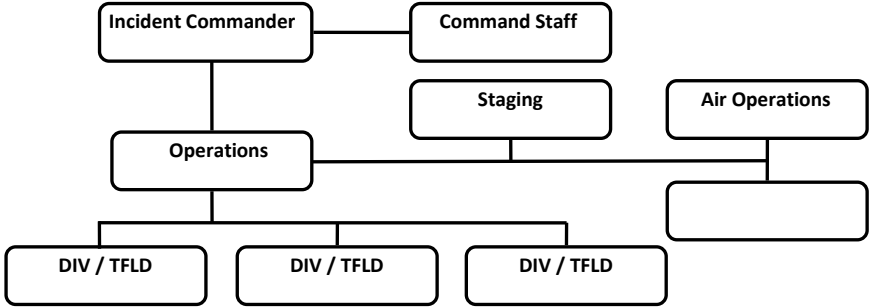 Incident Commander
Command Staff
Staging
Air Operations
Operations
DIV / TFLD
DIV / TFLD
DIV / TFLD